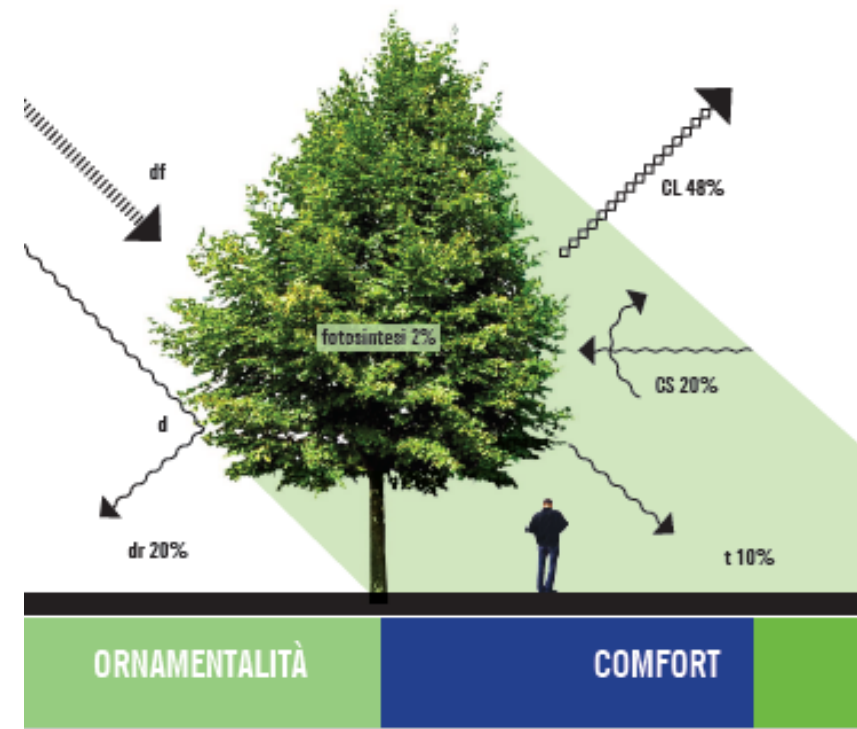 df
CL 48%
fotosintesi 2%
CS 20%
d
dr 20%
t 10%
ORNAMENTALITÀ
COMFORT